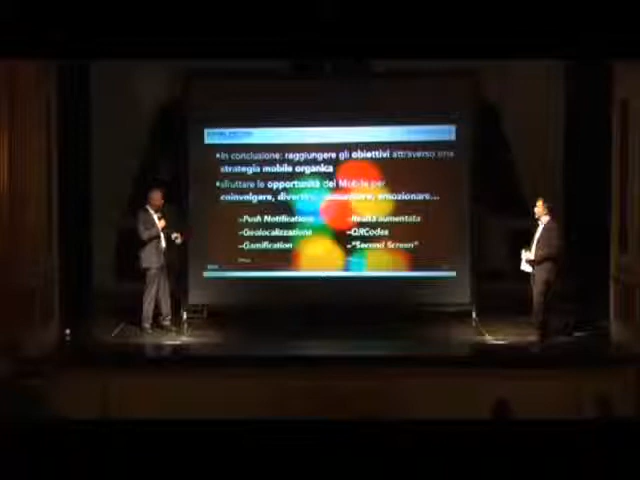 •In conclusione: raggiungere gli obiettivi attraverso una
strategia mobile organica
•sfruttare le opportunità del Mobile per
coinvolgere, divertire, emozionare...
–Push Notifications –Realtà aumentata
–Geolocalizzazione –QRCodes
–Gamification –"Second Screen"